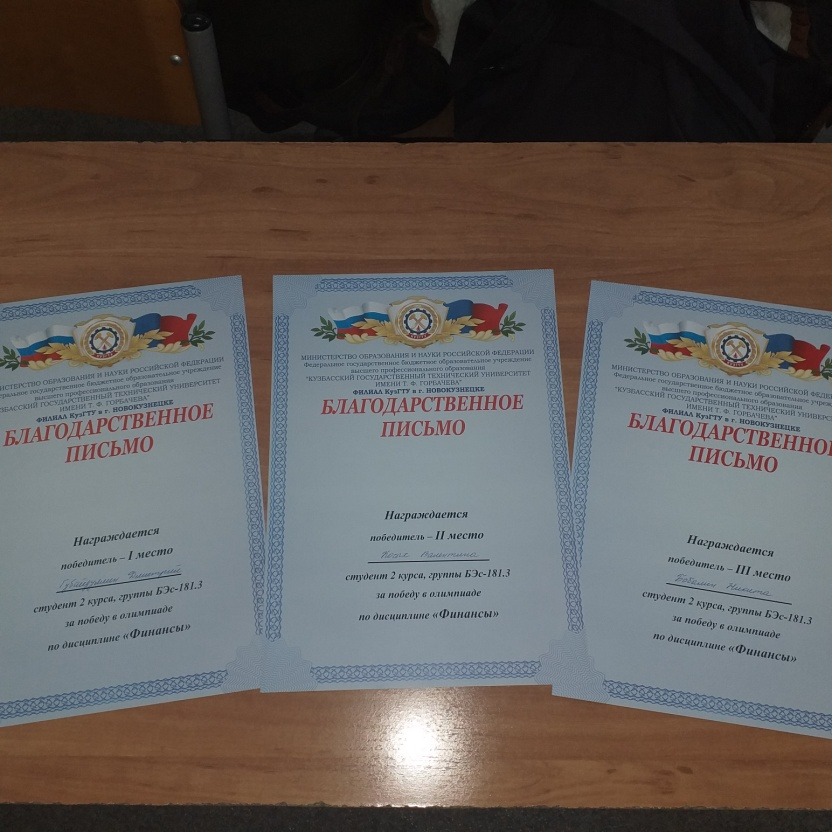 МИНИСТЕРСТВО ОБРАЗОВАНИЯ И НАУКИ РОССИЙСКОЙ ФЕДЕРАЦИИ
Федеральное государственное бюджетное образовательное учреждение
высшего профессионального образования
"КУЗБАССКИЙ ГОСУДАРСТВЕННЫЙ ТЕХНИЧЕСКИЙ УНИВЕРСИТЕТ
ИМЕНИ Т. Ф. ГОРБАЧЕВА"
ФИЛИАЛ КузГТУ в г. НОВОКУЗНЕЦКЕ
БЛАГОДАРСТВЕННОЕ
ПИСЬМО
Награждается
победитель – I место
Дмитрий
студент 2 курса, группы БЭс-181.3
за победу в олимпиаде
по дисциплине «Финансы»
МИНИСТЕРСТВО ОБРАЗОВАНИЯ И НАУКИ РОССИЙСКОЙ ФЕДЕРАЦИИ
Федеральное государственное бюджетное образовательное учреждение
высшего профессионального образования
"КУЗБАССКИЙ ГОСУДАРСТВЕННЫЙ ТЕХНИЧЕСКИЙ УНИВЕРСИТЕТ
ИМЕНИ Т. Ф. ГОРБАЧЕВА"
ФИЛИАЛ КузГТУ в г. НОВОКУЗНЕЦКЕ
БЛАГОДАРСТВЕННОЕ
ПИСЬМО
Награждается
победитель – II место
Валентина
студент 2 курса, группы БЭс-181.3
за победу в олимпиаде
по дисциплине «Финансы»
МИНИСТЕРСТВО ОБРАЗОВАНИЯ И НАУКИ РОССИЙСКОЙ ФЕДЕРА
Федеральное государственное бюджетное образовательное учреж
высшего профессионального образования
"КУЗБАССКИЙ ГОСУДАРСТВЕННЫЙ ТЕХНИЧЕСКИЙ УНИВЕРС
ИМЕНИ Т. Ф. ГОРБАЧЕВА"
ФИЛИАЛ КузГТУ в г. НОВОКУЗНЕЦКЕ
БЛАГОДАРСТВЕННОЕ
ПИСЬМО
Награждается
победитель – III место
Никита
студент 2 курса, группы БЭс-181.3
за победу в олимпиаде
по дисциплине «Финансы»